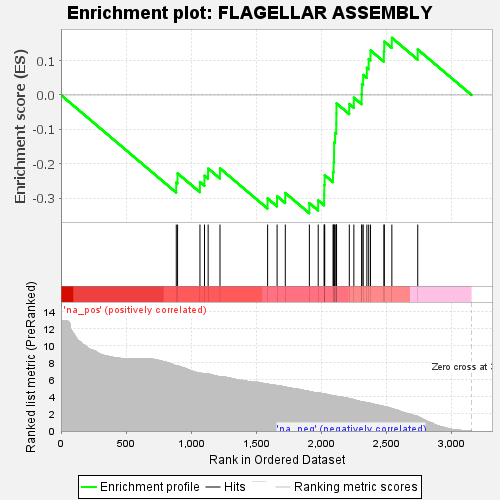 Enrichment plot: FLAGELLAR ASSEMBLY
Enrichment score (ES)
0.1
0.0
-0.1
-0.2
-0.3
'na_pos' (positively correlated)
Ranked list metric (PreRanked)
14
12
10
8
6
4
2
0
Zero cross at 3
'na_neg' (negatively correlated)
0
500
1,000
1,500
2,000
2,500
3,000
Rank in Ordered Dataset
Enrichment profile
Hits
Ranking metric scores